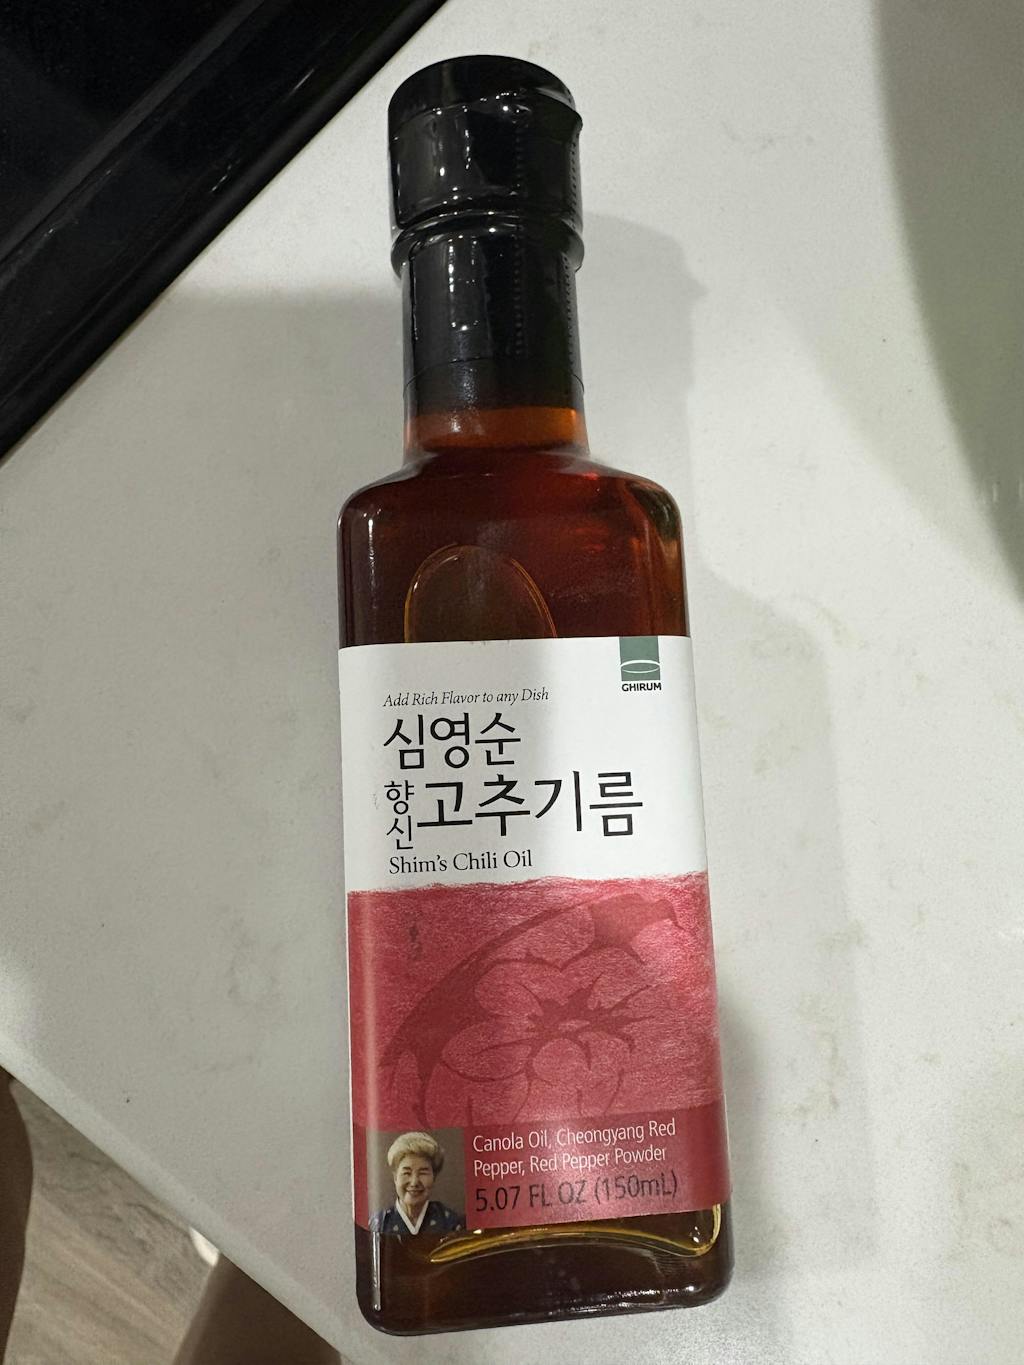 GHIRUM
Add Rich Flavor to any Dish
심영순
향신 고추기름
Shim's Chili Oil
Canola Oil, Cheongyang Red
Pepper, Red Pepper Powder
5.07 FL OZ (150mL)